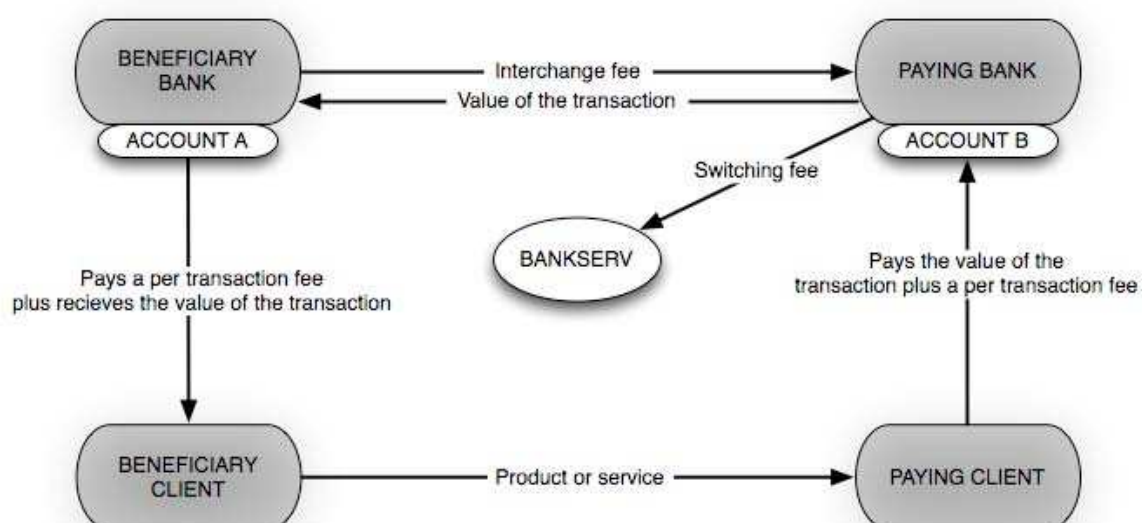 BENEFICIARY
BANK
Interchange fee
PAYING BANK
Value of the transaction
ACCOUNT A
ACCOUNT B
Switching fee
BANKSERV
Pays a per transaction fee
plus recieves the value of the transaction
Pays the value of the
transaction plus a per transaction fee
BENEFICIARY
CLIENT
Product or service
PAYING CLIENT